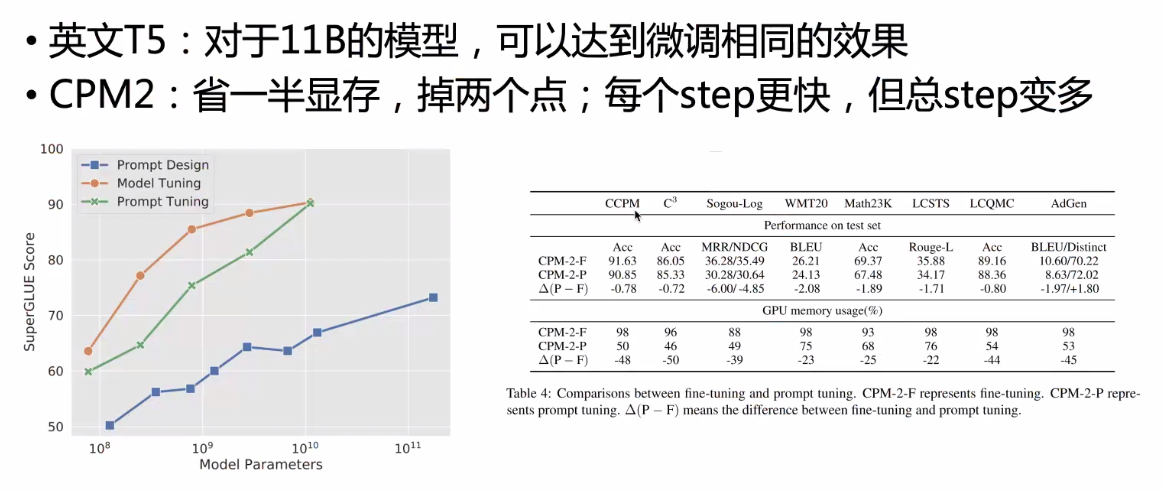 • 英文T5：对于11B的模型，可以达到微调相同的效果
• CPM2：省一半显存，掉两个点；每个step更快，但总step变多
100
90
80
70
60
50
SuperGLUE Score
Prompt Design
Model Tuning
Prompt Tuning
10^8 10^9 10^10 10^11
Model Parameters
CCPM C^3 Sogou-Log WMT20 Math23K LCSTS LCQMC AdGen
Performance on test set
Acc Acc MRR/NDCG BLEU Acc Rouge-L Acc BLEU/Distinct
CPM-2-F 91.63 86.05 36.28/35.49 26.21 69.37 35.88 89.16 10.60/70.22
CPM-2-P 90.85 85.33 30.28/30.64 24.13 67.48 34.17 88.36 8.63/72.02
Δ(P − F) -0.78 -0.72 -6.00/ -4.85 -2.08 -1.89 -1.71 -0.80 -1.97/+1.80
GPU memory usage(%)
CPM-2-F 98 96 88 98 93 98 98 98
CPM-2-P 50 46 49 75 68 76 54 53
Δ(P − F) -48 -50 -39 -23 -25 -22 -44 -45
Table 4: Comparisons between fine-tuning and prompt tuning. CPM-2-F represents fine-tuning. CPM-2-P repre-
sents prompt tuning. Δ(P − F) means the difference between fine-tuning and prompt tuning.